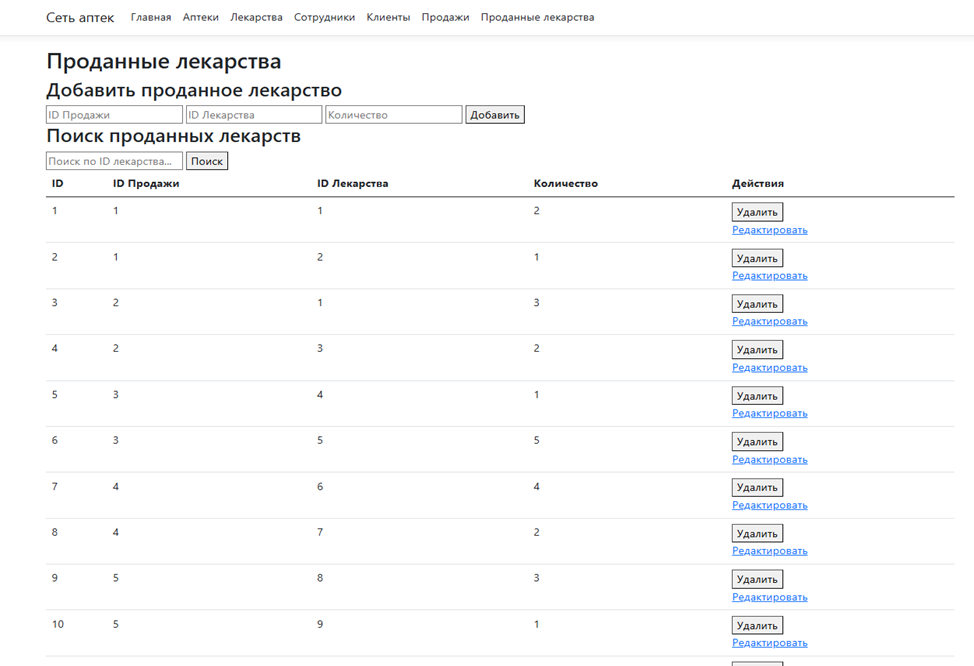 Сеть аптек Главная Аптеки Лекарства Сотрудники Клиенты Продажи Проданные лекарства
Проданные лекарства
Добавить проданное лекарство
ID Продажи ID Лекарства Количество Добавить
Поиск проданных лекарств
Поиск по ID лекарства... Поиск
ID ID Продажи ID Лекарства Количество Действия
1 1 1 2 Удалить
Редактировать
2 1 2 1 Удалить
Редактировать
3 2 1 3 Удалить
Редактировать
4 2 3 2 Удалить
Редактировать
5 3 4 1 Удалить
Редактировать
6 3 5 5 Удалить
Редактировать
7 4 6 4 Удалить
Редактировать
8 4 7 2 Удалить
Редактировать
9 5 8 3 Удалить
Редактировать
10 5 9 1 Удалить
Редактировать